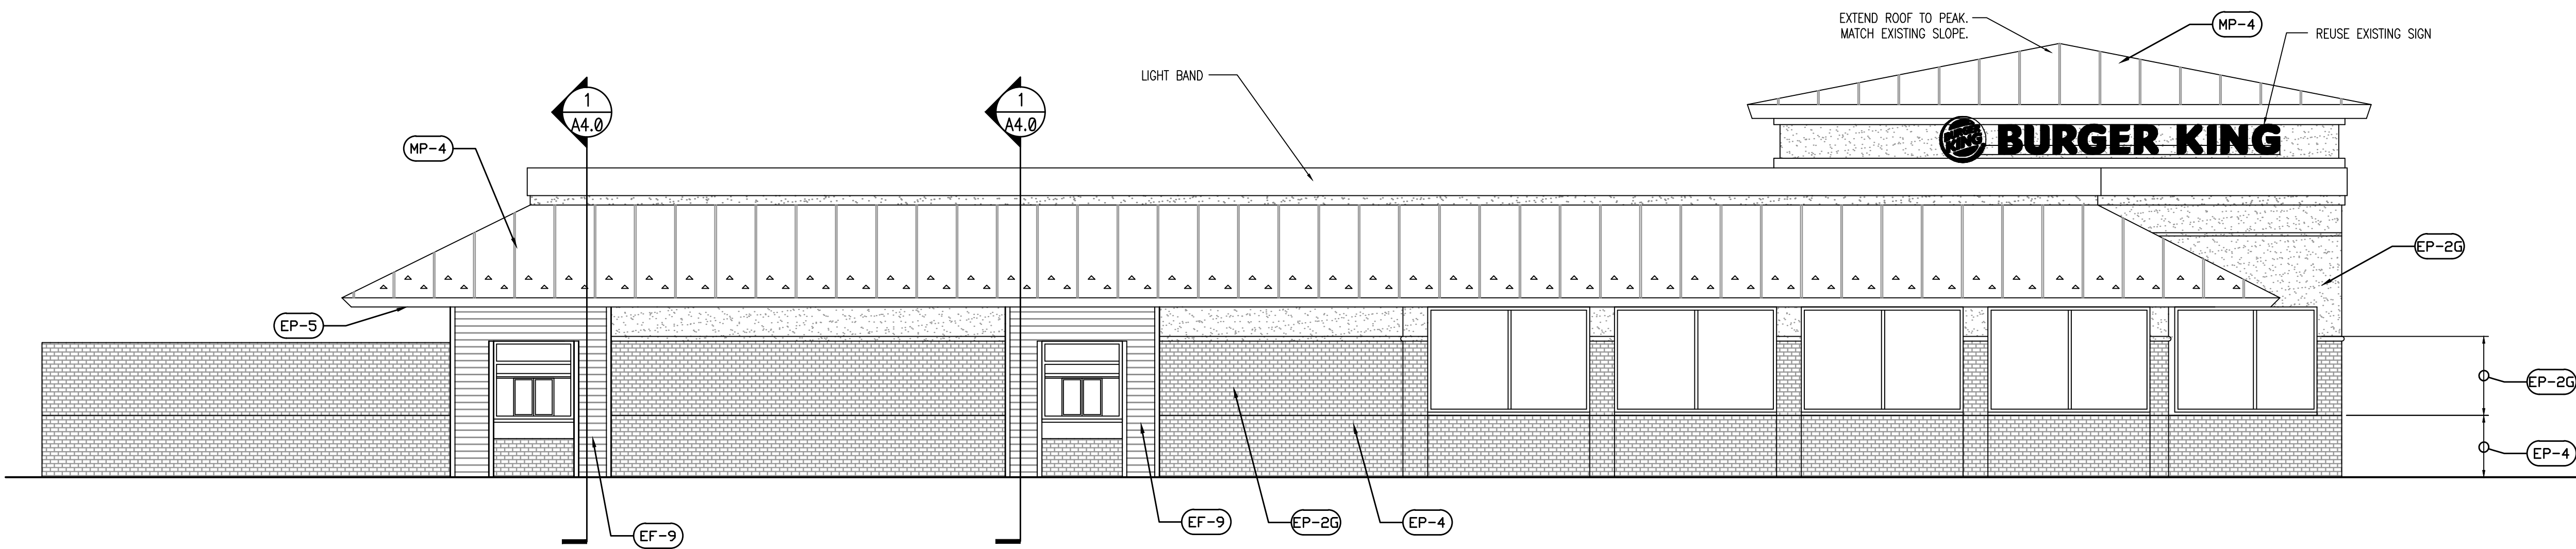 EXTEND ROOF TO PEAK.
MATCH EXISTING SLOPE.
MP-4
REUSE EXISTING SIGN
LIGHT BAND
1
A4.0
1
A4.0
MP-4
BURGER KING
BURGER KING
EP-2G
EP-5
EP-2G
EP-4
EF-9
EF-9
EP-2G
EP-4